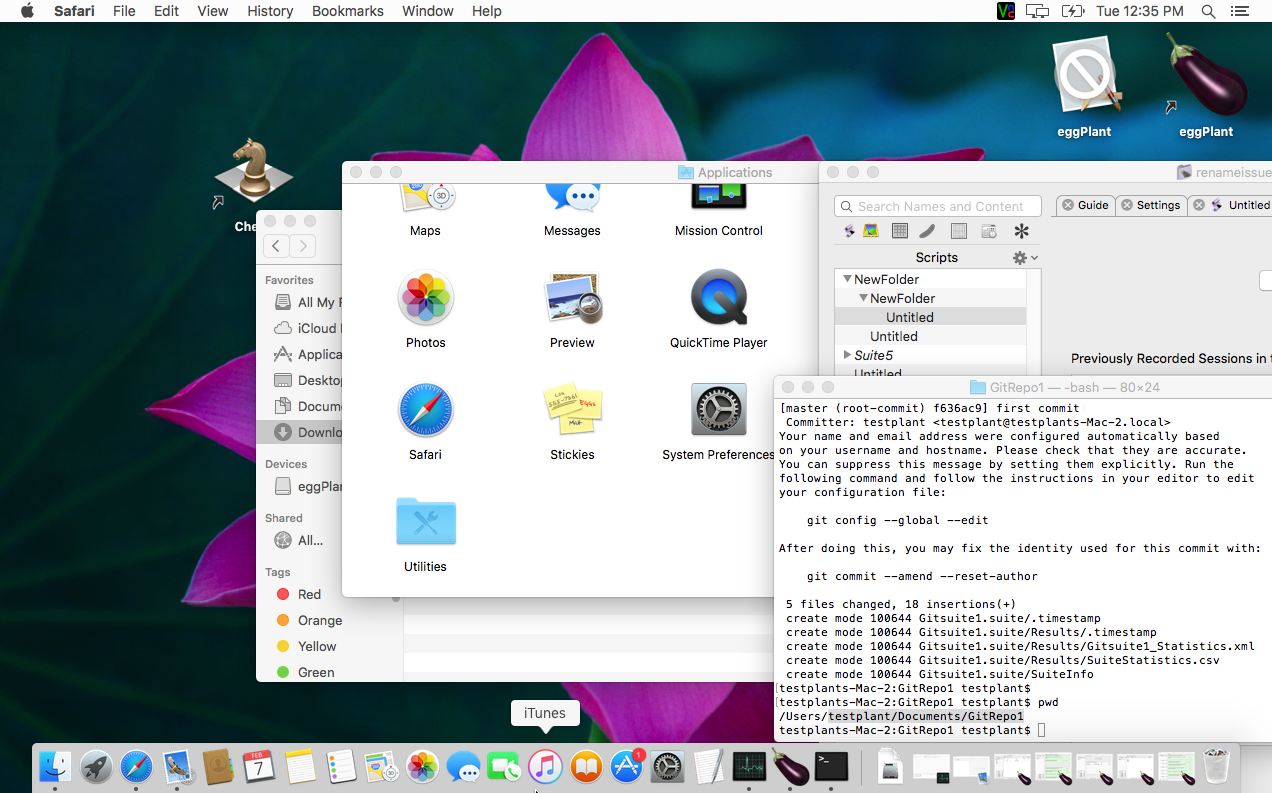 Safari File Edit View History Bookmarks Window Help
Tue 12:35 PM
eggPlant
eggPlant
Applications
renameissue
Maps
Messages
Mission Control
Search Names and Content
Guide
Settings
Untitled
Scripts
Favorites
All My
iCloud
Applica
Deskto
Docum
Downlo
Devices
eggPlan
Shared
All...
Tags
Red
Orange
Yellow
Green
Photos
Preview
QuickTime Player
Safari
Stickies
System Preferences
Utilities
NewFolder
NewFolder
Untitled
Untitled
Suite5
Untitled
Previously Recorded Sessions in t
GitRepo1 — -bash — 80×24
[master (root-commit) f636ac9] first commit
Committer: testplant <testplant@testplants-Mac-2.local>
Your name and email address were configured automatically based
on your username and hostname. Please check that they are accurate.
You can suppress this message by setting them explicitly. Run the
following command and follow the instructions in your editor to edit
your configuration file:
git config --global --edit
After doing this, you may fix the identity used for this commit with:
git commit --amend --reset-author
5 files changed, 18 insertions(+)
create mode 100644 Gitsuite1.suite/.timestamp
create mode 100644 Gitsuite1.suite/Results/.timestamp
create mode 100644 Gitsuite1.suite/Results/Gitsuite1_Statistics.xml
create mode 100644 Gitsuite1.suite/Results/SuiteStatistics.csv
create mode 100644 Gitsuite1.suite/SuiteInfo
[testplants-Mac-2:GitRepo1 testplant$
[testplants-Mac-2:GitRepo1 testplant$ pwd
/Users/testplant/Documents/GitRepo1
testplants-Mac-2:GitRepo1 testplant$
Che
iTunes
FEB
7
1